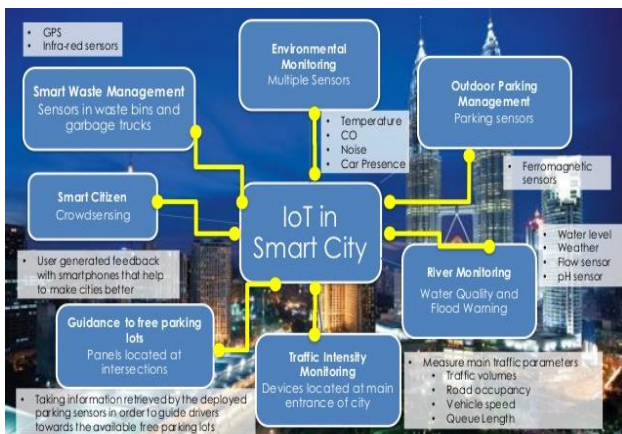 • GPS
• Infra-red sensors
Smart Waste Management
Sensors in waste bins and
garbage trucks
Environmental
Monitoring
Multiple Sensors
• Temperature
• CO
• Noise
• Car Presence
Outdoor Parking
Management
Parking sensors
• Ferromagnetic
sensors
Smart Citizen
Crowdsensing
• User generated feedback
with smartphones that help
to make cities better
IoT in
Smart City
• Water level
• Weather
• Flow sensor
• pH sensor
River Monitoring
Water Quality and
Flood Warning
Guidance to free parking
lots
Panels located at
intersections
• Taking information retrieved by the deployed
parking sensors in order to guide drivers
towards the available free parking lots
Traffic Intensity
Monitoring
Devices located at main
entrance of city
• Measure main traffic parameters
• Traffic volumes
• Road occupancy
• Vehicle speed
• Queue Length